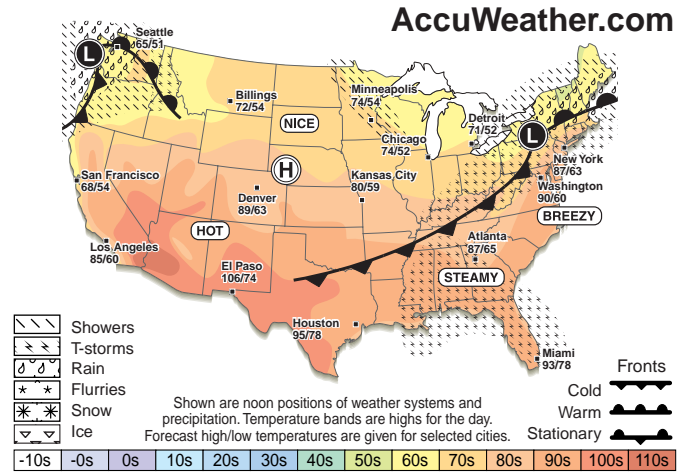 AccuWeather.com
Seattle
65/51
L
Billings
72/54
Minneapolis
74/54
NICE
Detroit
71/52
Chicago
74/52
L
New York
87/63
H
San Francisco
68/54
Kansas City
80/59
Washington
90/60
Denver
89/63
BREEZY
HOT
Atlanta
87/65
Los Angeles
85/60
El Paso
106/74
STEAMY
Houston
95/78
Miami
93/78
Showers
T-storms
Rain
Flurries
Snow
Ice
Shown are noon positions of weather systems and
precipitation. Temperature bands are highs for the day.
Forecast high/low temperatures are given for selected cities.
Fronts
Cold
Warm
Stationary
-10s -0s 0s 10s 20s 30s 40s 50s 60s 70s 80s 90s 100s 110s